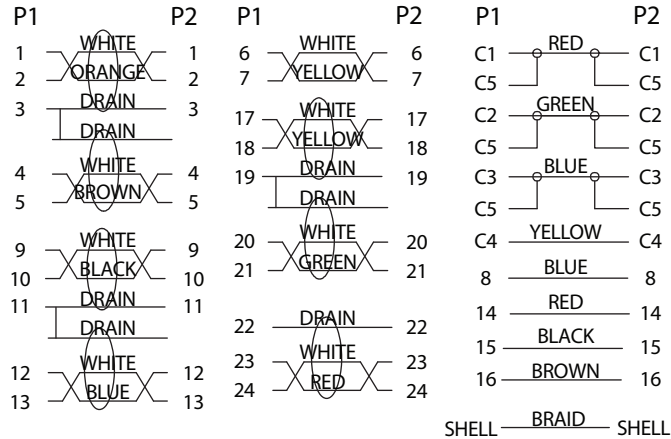 P1 P2
1 WHITE 1
2 ORANGE 2
3 DRAIN 3
DRAIN
4 WHITE 4
5 BROWN 5
9 WHITE 9
10 BLACK 10
11 DRAIN 11
DRAIN
12 WHITE 12
13 BLUE 13
P1 P2
6 WHITE 6
7 YELLOW 7
17 WHITE 17
18 YELLOW 18
19 DRAIN 19
DRAIN
20 WHITE 20
21 GREEN 21
22 DRAIN 22
23 WHITE 23
24 RED 24
P1 P2
C1 RED C1
C5 C5
C2 GREEN C2
C5 C5
C3 BLUE C3
C5 C5
C4 YELLOW C4
8 BLUE 8
14 RED 14
15 BLACK 15
16 BROWN 16
SHELL BRAID SHELL